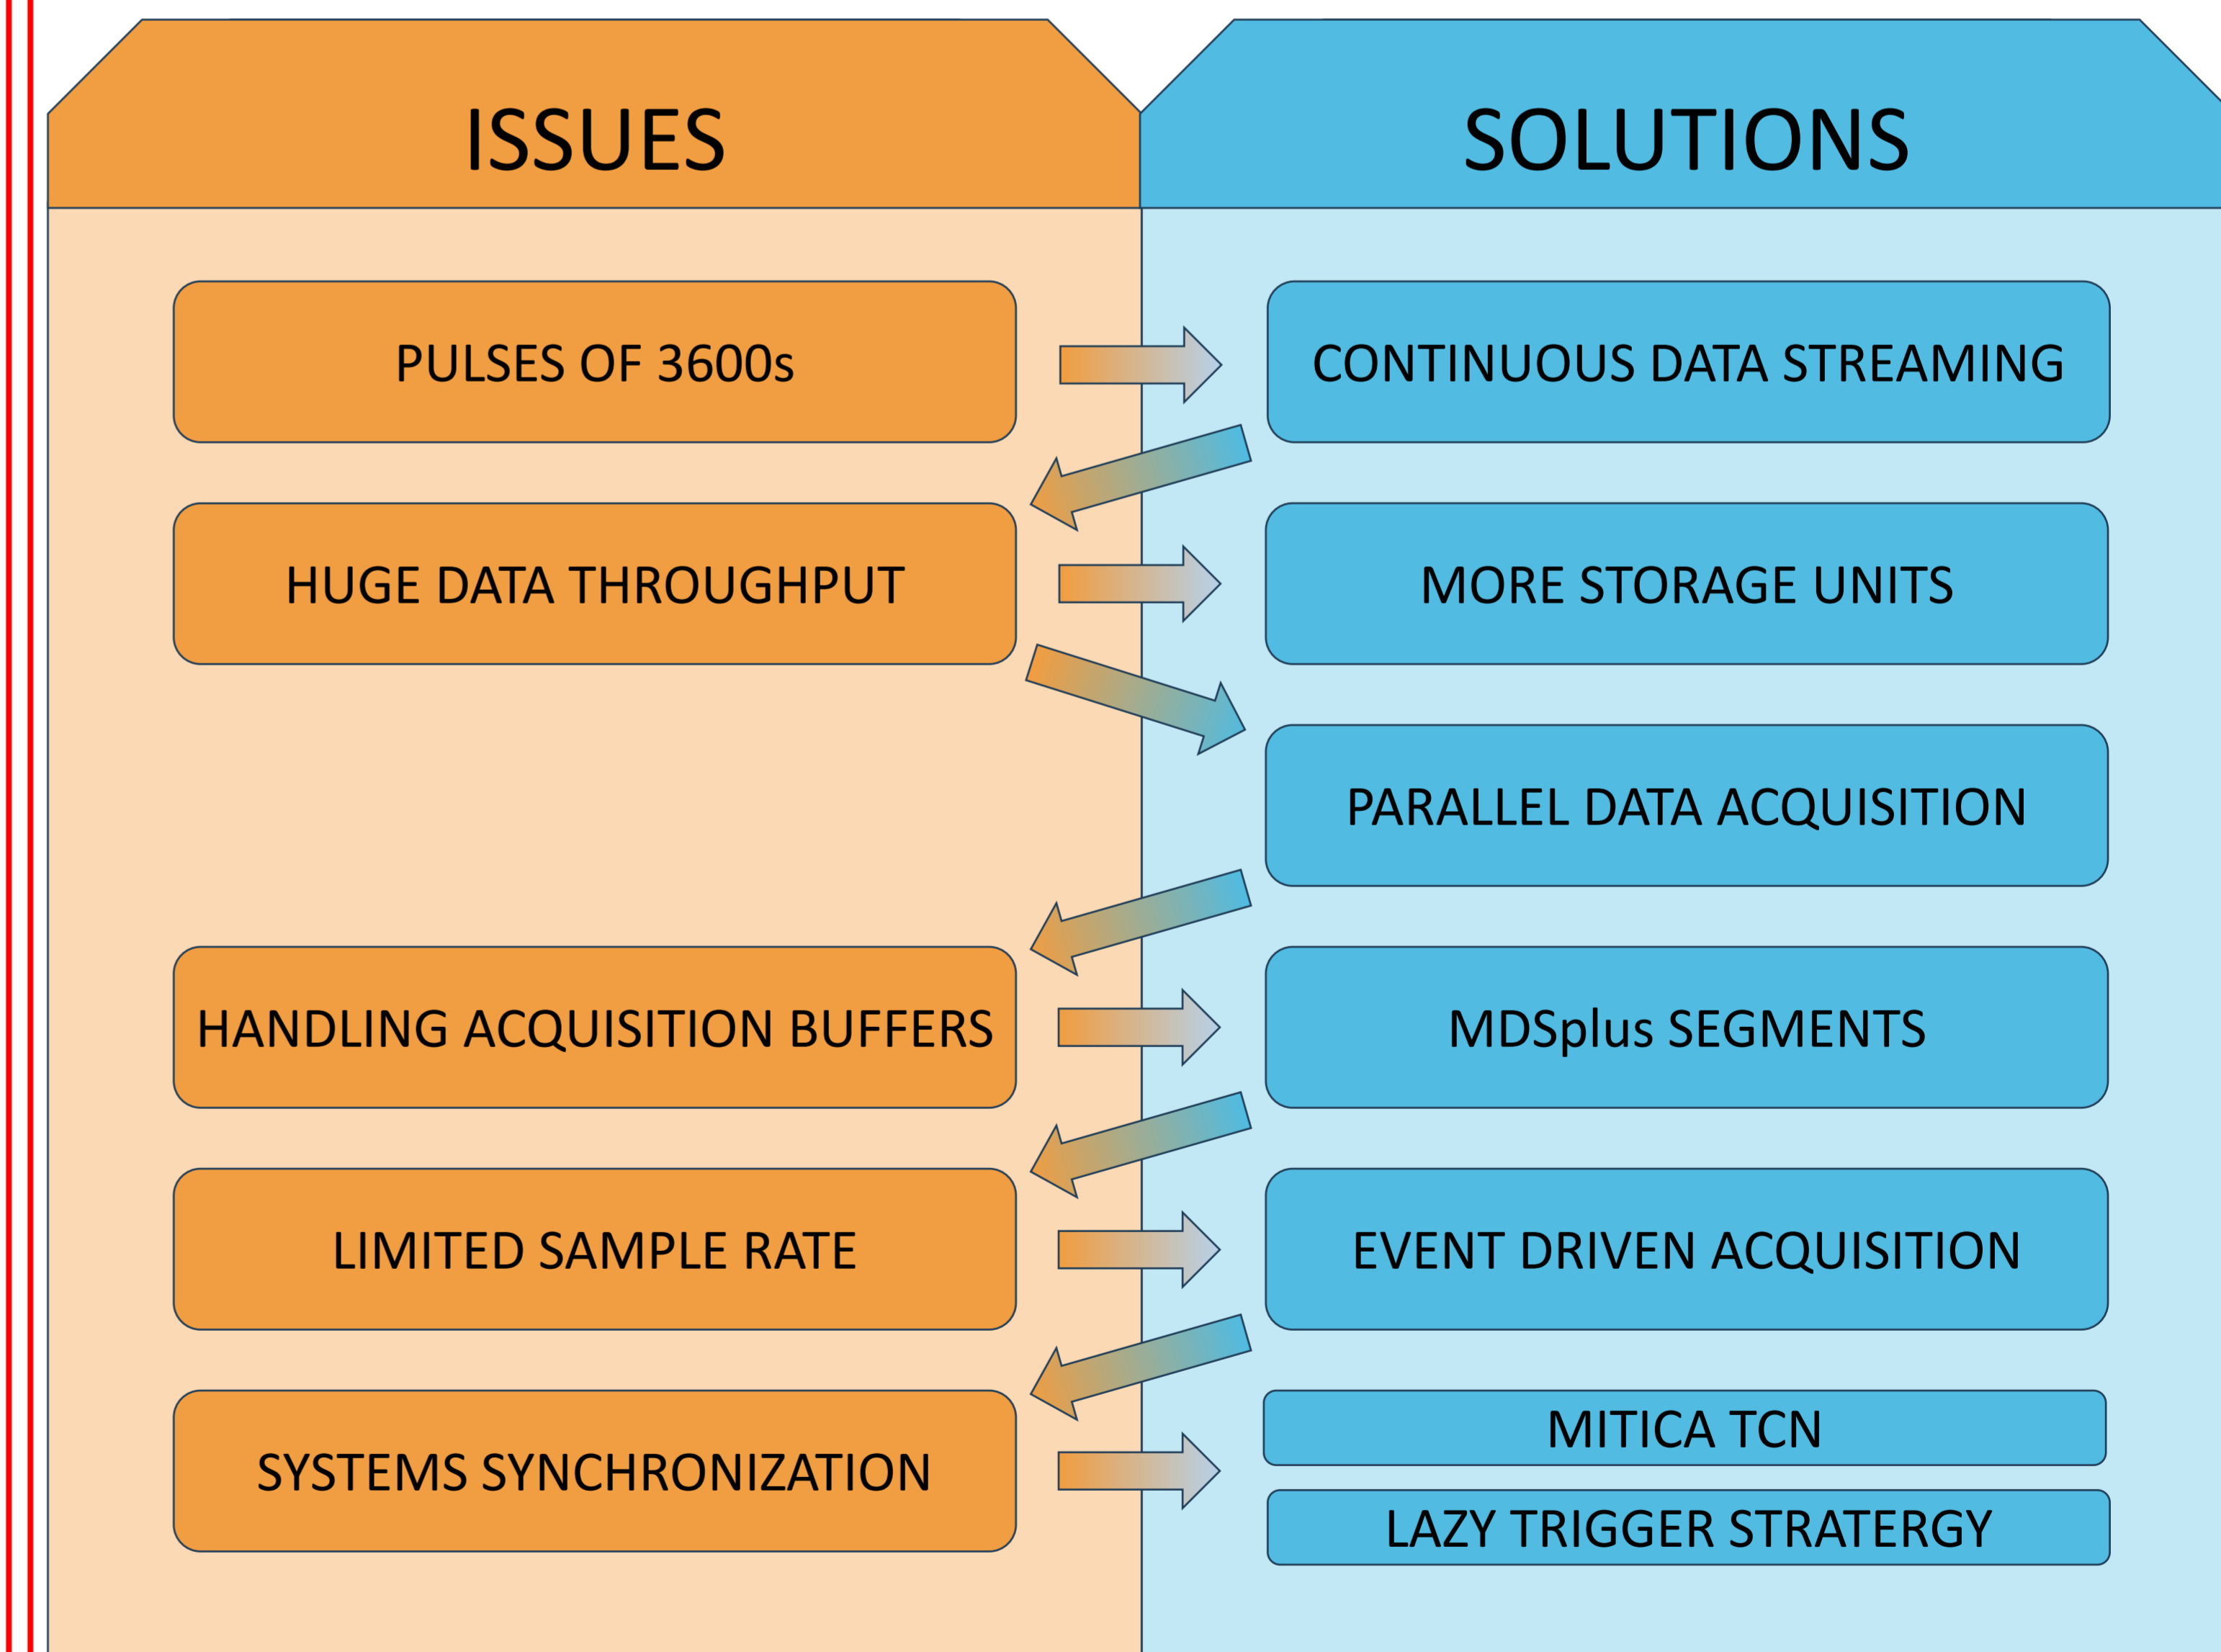 ISSUES
SOLUTIONS
PULSES OF 3600s
CONTINUOUS DATA STREAMING
HUGE DATA THROUGHPUT
MORE STORAGE UNITS
PARALLEL DATA ACQUISITION
HANDLING ACQUISITION BUFFERS
MDSplus SEGMENTS
LIMITED SAMPLE RATE
EVENT DRIVEN ACQUISITION
SYSTEMS SYNCHRONIZATION
MITICA TCN
LAZY TRIGGER STRATERGY